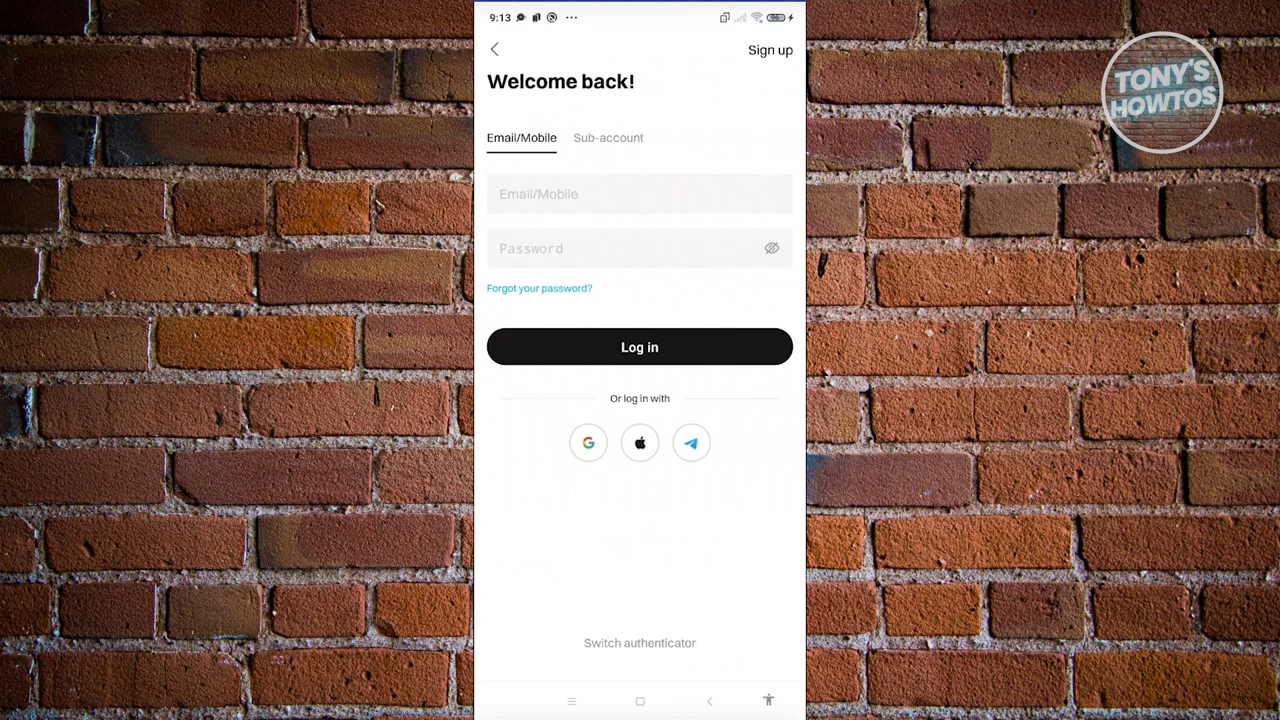 9:13
Sign up
Welcome back!
Email/Mobile Sub-account
Email/Mobile
Password
Forgot your password?
Log in
Or log in with
Switch authenticator
TONY'S
HOWTOS